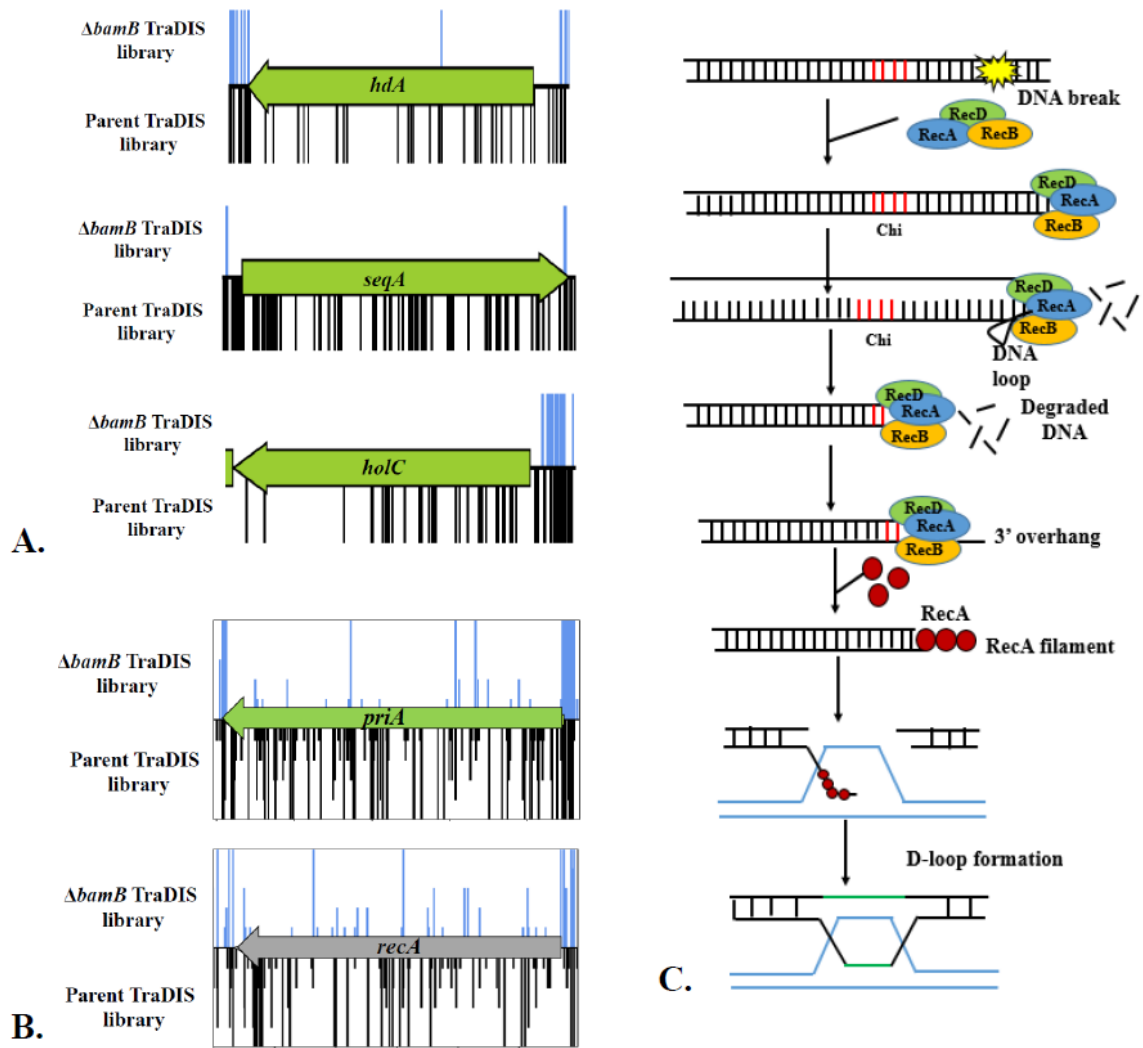 ΔbamB TraDIS
library
hdA
Parent TraDIS
library
ΔbamB TraDIS
library
seqA
Parent TraDIS
library
ΔbamB TraDIS
library
holC
Parent TraDIS
library
A.
ΔbamB TraDIS
library
priA
Parent TraDIS
library
ΔbamB TraDIS
library
recA
Parent TraDIS
library
B.
DNA break
RecD
RecA
RecB
RecD
RecA
RecB
Chi
RecD
RecA
RecB
Chi
DNA
loop
RecD
RecA
RecB
Degraded
DNA
RecD
RecA
RecB
3’ overhang
RecA
RecA filament
D-loop formation
C.